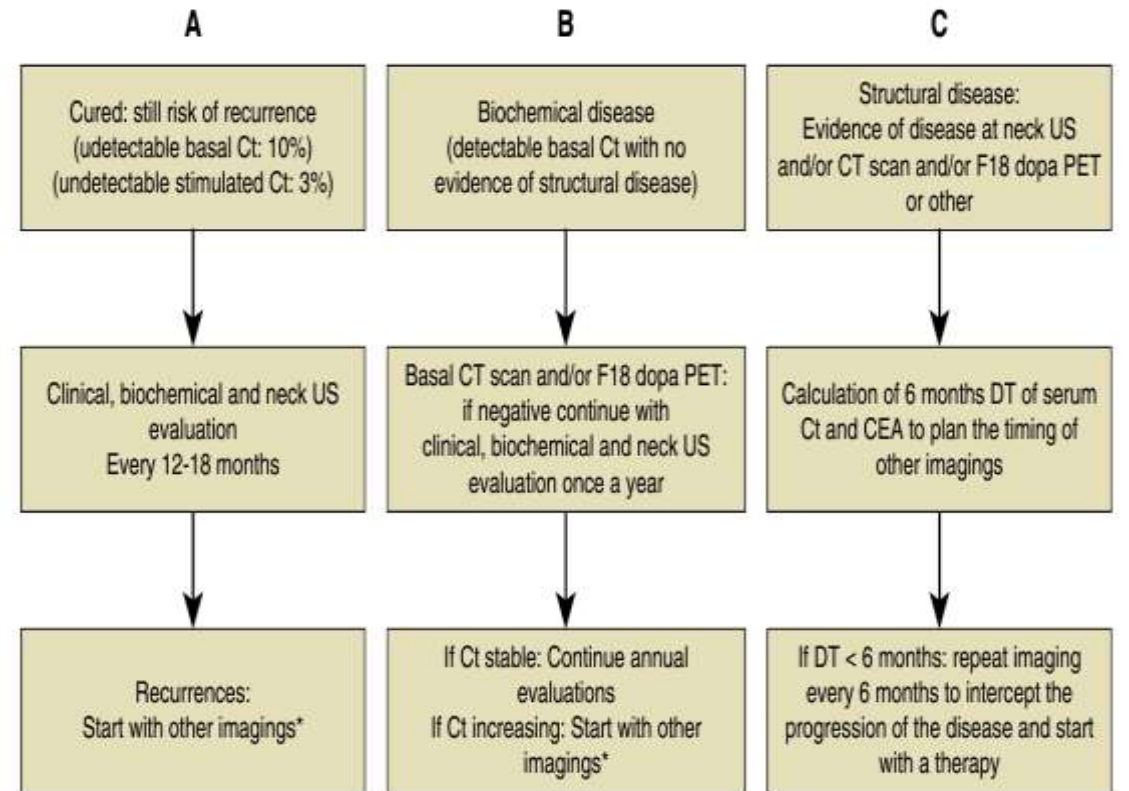 A
B
C
Cured: still risk of recurrence
(udetectable basal Ct: 10%)
(undetectable stimulated Ct: 3%)
Biochemical disease
(detectable basal Ct with no
evidence of structural disease)
Structural disease:
Evidence of disease at neck US
and/or CT scan and/or F18 dopa PET
or other
Clinical, biochemical and neck US
evaluation
Every 12-18 months
Basal CT scan and/or F18 dopa PET:
if negative continue with
clinical, biochemical and neck US
evaluation once a year
Calculation of 6 months DT of serum
Ct and CEA to plan the timing of
other imagings
Recurrences:
Start with other imagings*
If Ct stable: Continue annual
evaluations
If Ct increasing: Start with other
imagings*
If DT < 6 months: repeat imaging
every 6 months to intercept the
progression of the disease and start
with a therapy